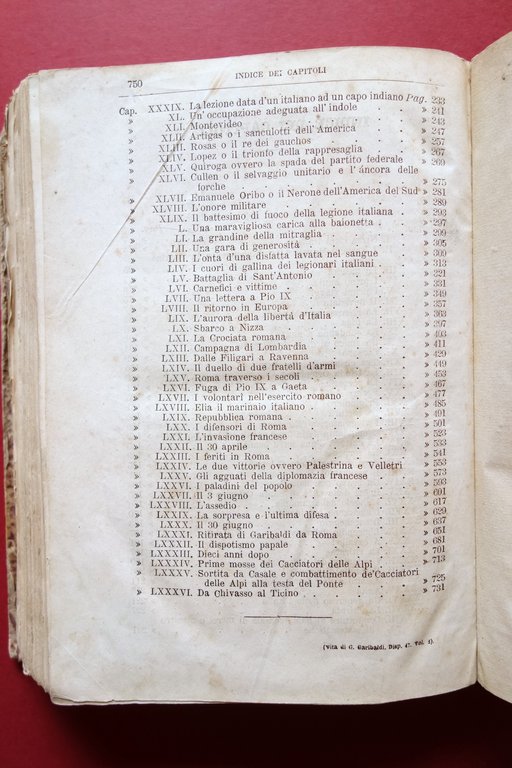 750 INDICE DEI CAPITOLI
Cap. XXXIX. La lezione data d'un italiano ad un capo indiano Pag. 233
» XL. Un'occupazione adeguata all'indole » 241
» XLI. Montevideo » 243
» XLII. Artigas o i sanculotti dell'America » 247
» XLIII. Rosas o il re dei gauchos » 257
» XLIV. Lopez o il trionfo della rappresaglia » 267
» XLV. Quiroga ovvero la spada del partito federale » 269
» XLVI. Cullen o il selvaggio unitario e l'áncora delle
forche » 275
» XLVII. Emanuele Oribo o il Nerone dell'America del Sud » 281
» XLVIII. L'onore militare » 289
» XLIX. Il battesimo di fuoco della legione italiana » 293
» L. Una maravigliosa carica alla baionetta » 297
» LI. La grandine della mitraglia » 299
» LII. Una gara di generosità » 305
» LIII. L'onta d'una disfatta lavata nel sangue » 309
» LIV. I cuori di gallina dei legionari italiani » 313
» LV. Battaglia di Sant'Antonio » 321
» LVI. Carnefici e vittime » 331
» LVII. Una lettera a Pio IX » 349
» LVIII. Il ritorno in Europa » 357
» LIX. L'aurora della libertà d'Italia » 363
» LX. Sbarco a Nizza » 397
» LXI. La Crociata romana » 403
» LXII. Campagna di Lombardia » 411
» LXIII. Dalle Filigari a Ravenna » 429
» LXIV. Il duello di due fratelli d'armi » 449
» LXV. Roma traverso i secoli » 453
» LXVI. Fuga di Pio IX a Gaeta » 467
» LXVII. I volontarî nell'esercito romano » 477
» LXVIII. Elia il marinaio italiano » 485
» LXIX. Repubblica romana » 491
» LXX. I difensori di Roma » 501
» LXXI. L'invasione francese » 523
» LXXII. Il 30 aprile » 533
» LXXIII. I feriti in Roma » 541
» LXXIV. Le due vittorie ovvero Palestrina e Velletri » 553
» LXXV. Gli agguati della diplomazia francese » 573
» LXXVI. I paladini del popolo » 593
» LXXVII. Il 3 giugno » 601
» LXXVIII. L'assedio » 617
» LXXIX. La sorpresa e l'ultima difesa » 629
» LXXX. Il 30 giugno » 637
» LXXXI. Ritirata di Garibaldi da Roma » 651
» LXXXII. Il dispotismo papale » 681
» LXXXIII. Dieci anni dopo » 701
» LXXXIV. Prime mosse dei Cacciatori delle Alpi » 713
» LXXXV. Sortita da Casale e combattimento de'Cacciatori
delle Alpi alla testa del Ponte » 725
» LXXXVI. Da Chivasso al Ticino » 731
(Vita di G. Garibaldi, Disp. 47. Vol. 1).